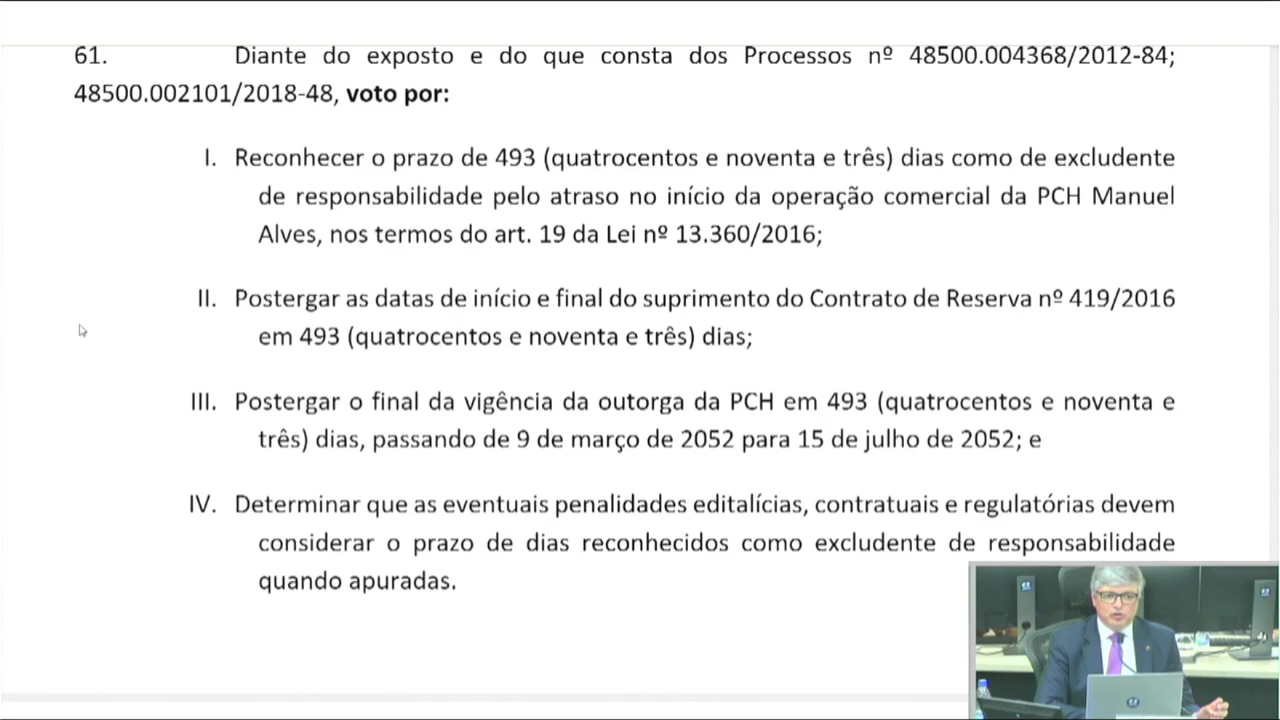 61. Diante do exposto e do que consta dos Processos nº 48500.004368/2012-84;
48500.002101/2018-48, voto por:
I. Reconhecer o prazo de 493 (quatrocentos e noventa e três) dias como de excludente
de responsabilidade pelo atraso no início da operação comercial da PCH Manuel
Alves, nos termos do art. 19 da Lei nº 13.360/2016;
II. Postergar as datas de início e final do suprimento do Contrato de Reserva nº 419/2016
em 493 (quatrocentos e noventa e três) dias;
III. Postergar o final da vigência da outorga da PCH em 493 (quatrocentos e noventa e
três) dias, passando de 9 de março de 2052 para 15 de julho de 2052; e
IV. Determinar que as eventuais penalidades editalícias, contratuais e regulatórias devem
considerar o prazo de dias reconhecidos como excludente de responsabilidade
quando apuradas.